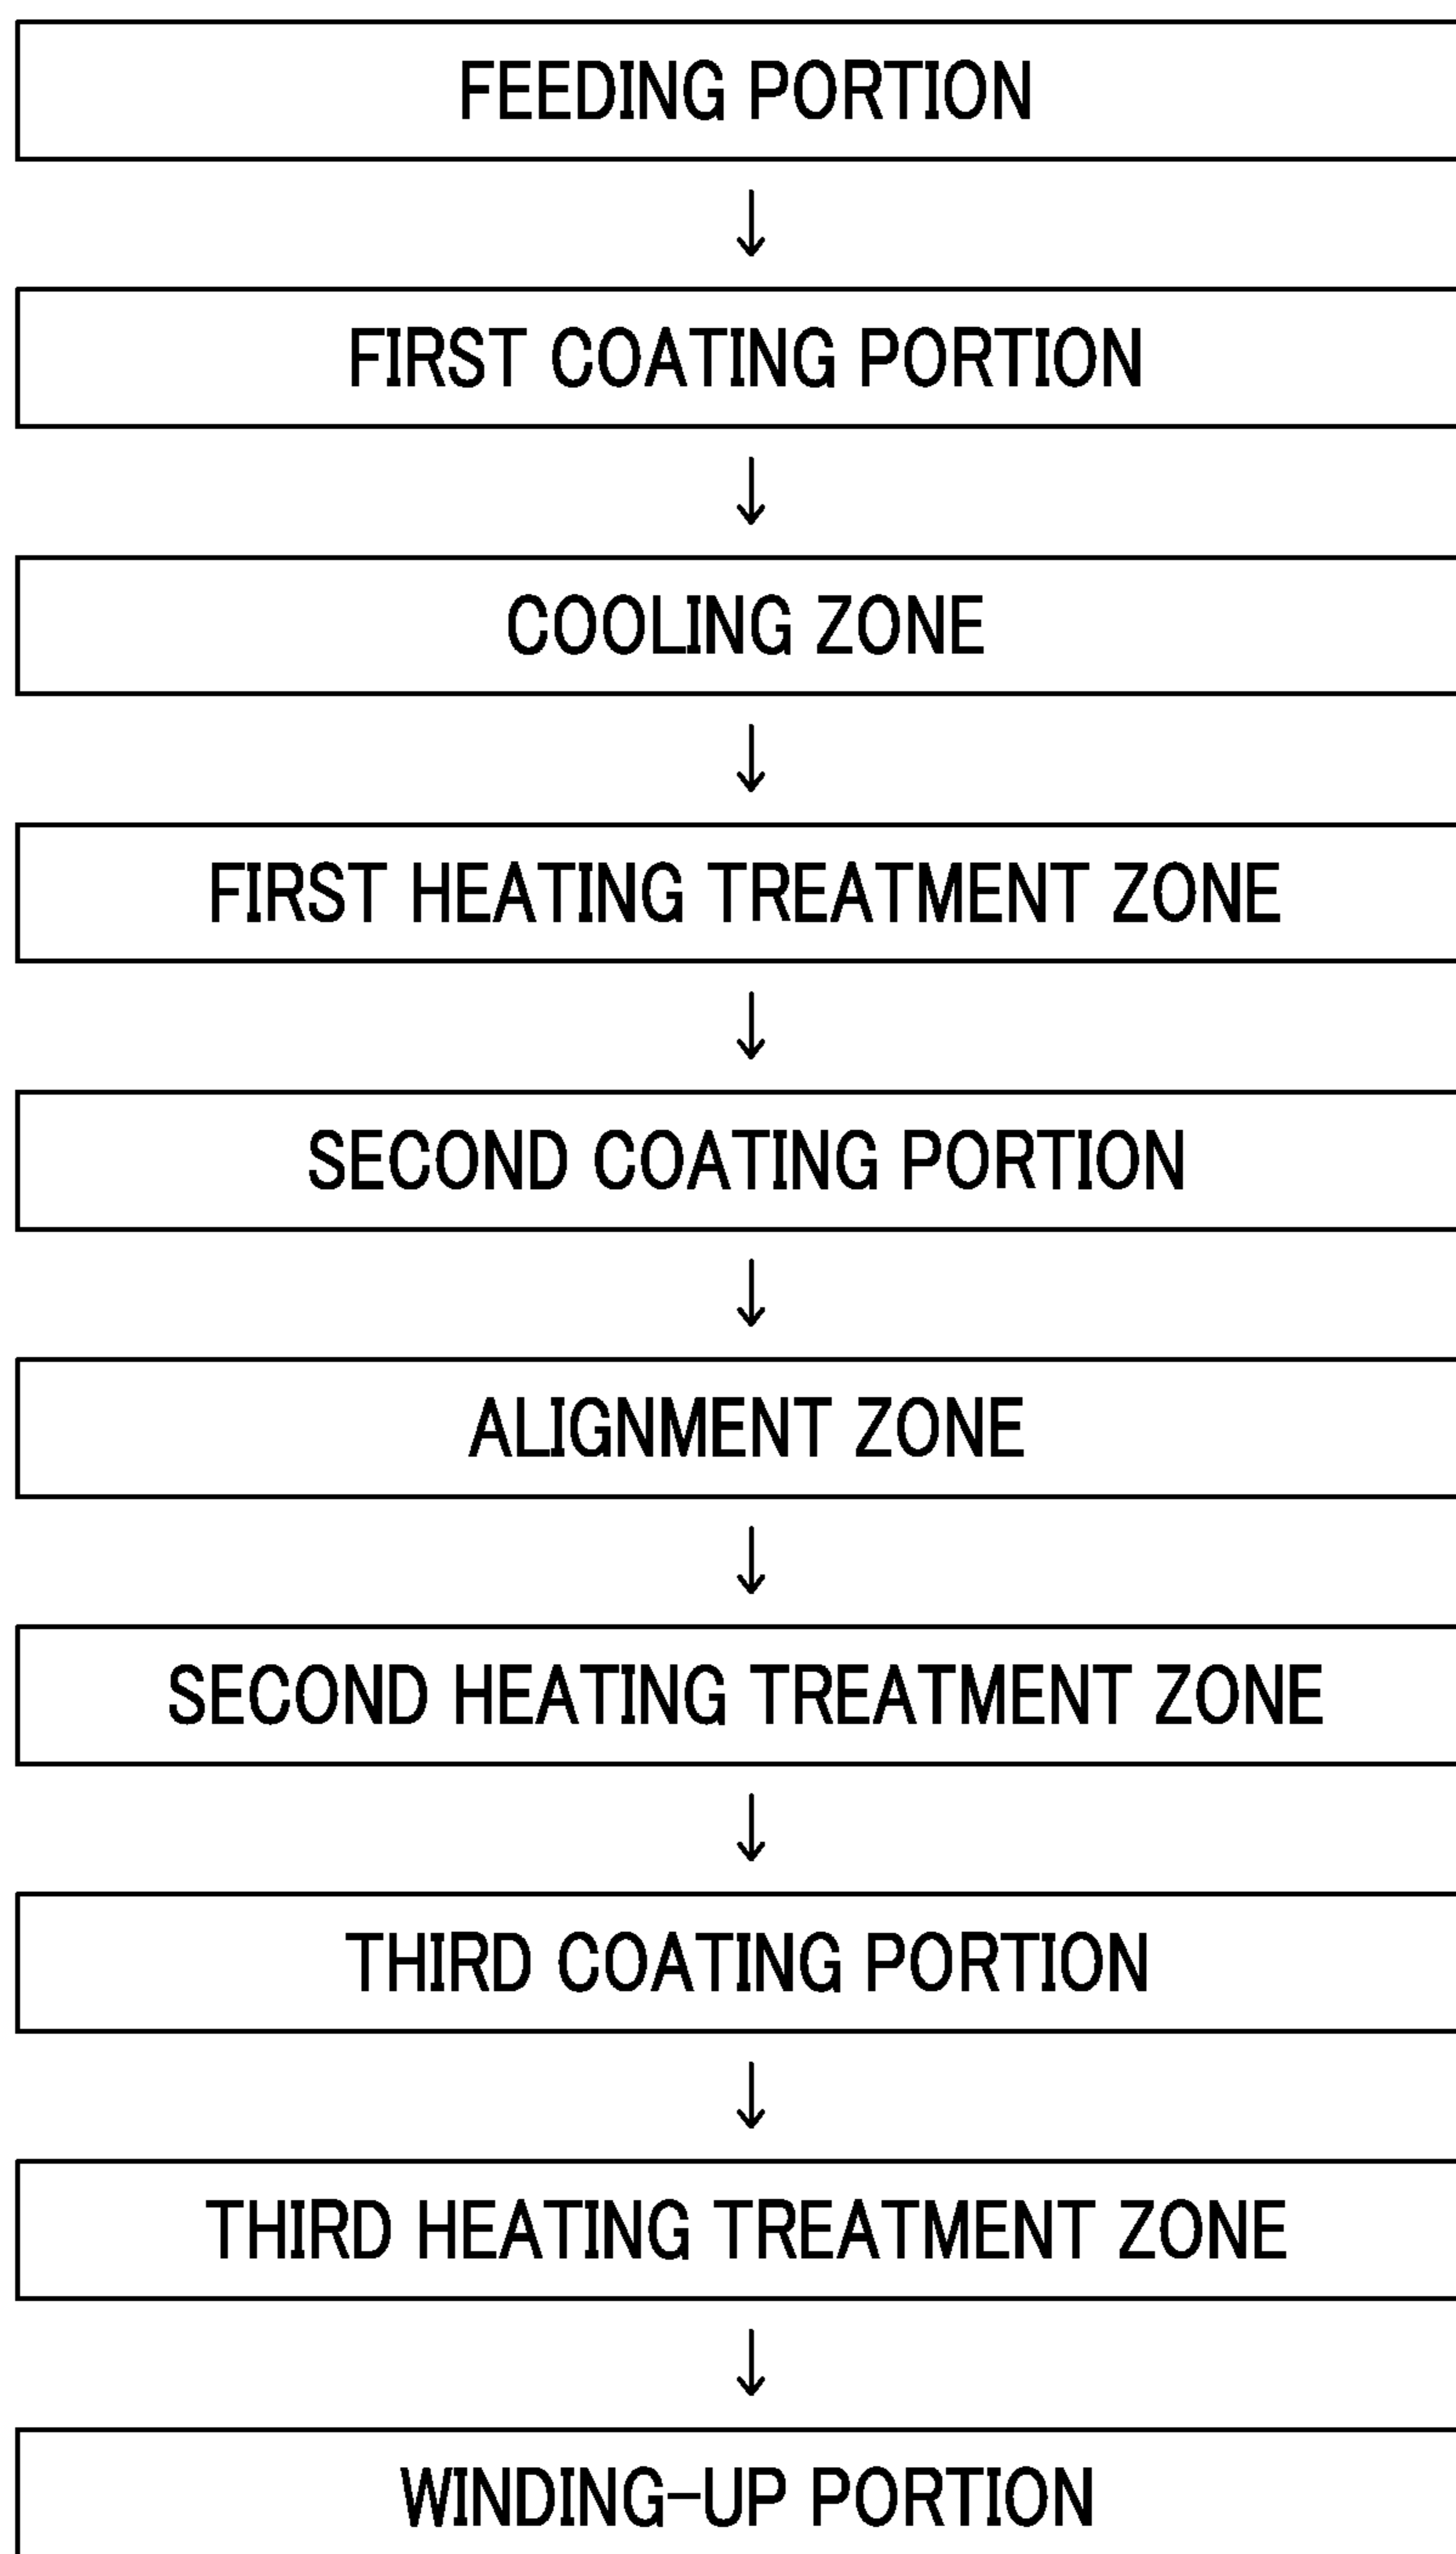 FEEDING PORTION
FIRST COATING PORTION
COOLING ZONE
FIRST HEATING TREATMENT ZONE
SECOND COATING PORTION
ALIGNMENT ZONE
SECOND HEATING TREATMENT ZONE
THIRD COATING PORTION
THIRD HEATING TREATMENT ZONE
WINDING-UP PORTION